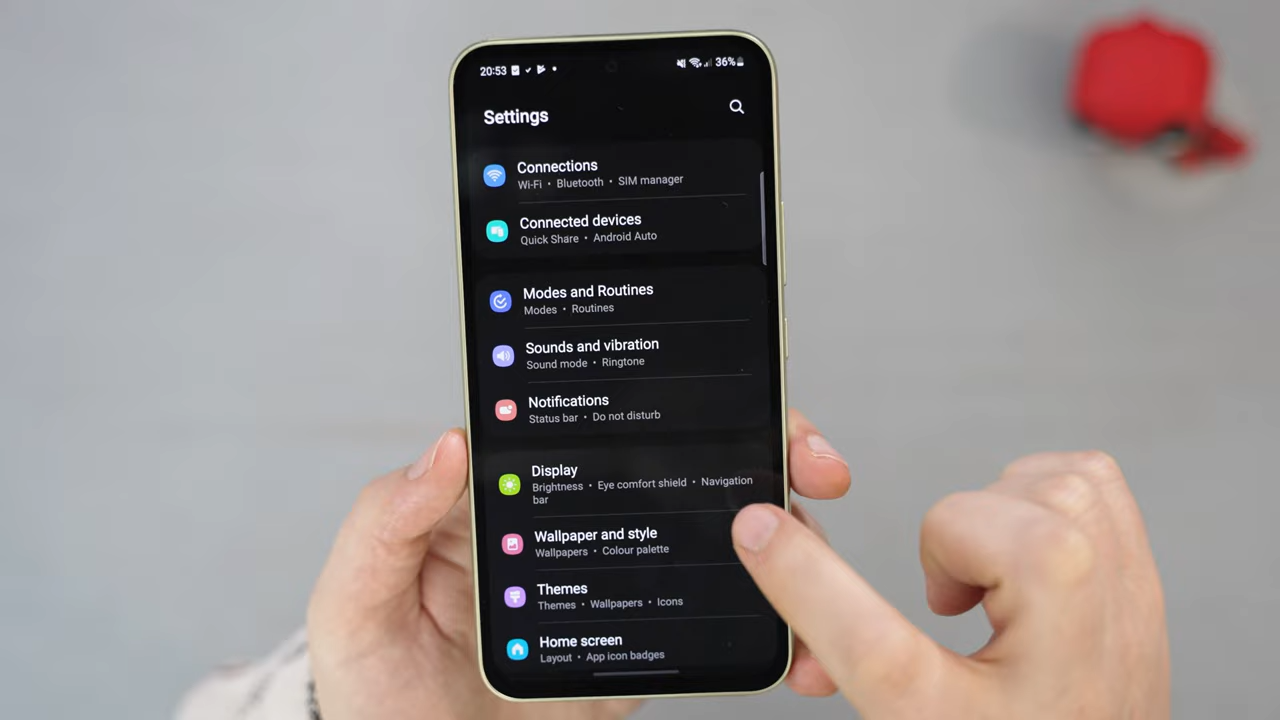 20:53 36%
Settings
Connections
Wi-Fi • Bluetooth • SIM manager
Connected devices
Quick Share • Android Auto
Modes and Routines
Modes • Routines
Sounds and vibration
Sound mode • Ringtone
Notifications
Status bar • Do not disturb
Display
Brightness • Eye comfort shield • Navigation
bar
Wallpaper and style
Wallpapers • Colour palette
Themes
Themes • Wallpapers • Icons
Home screen
Layout • App icon badges